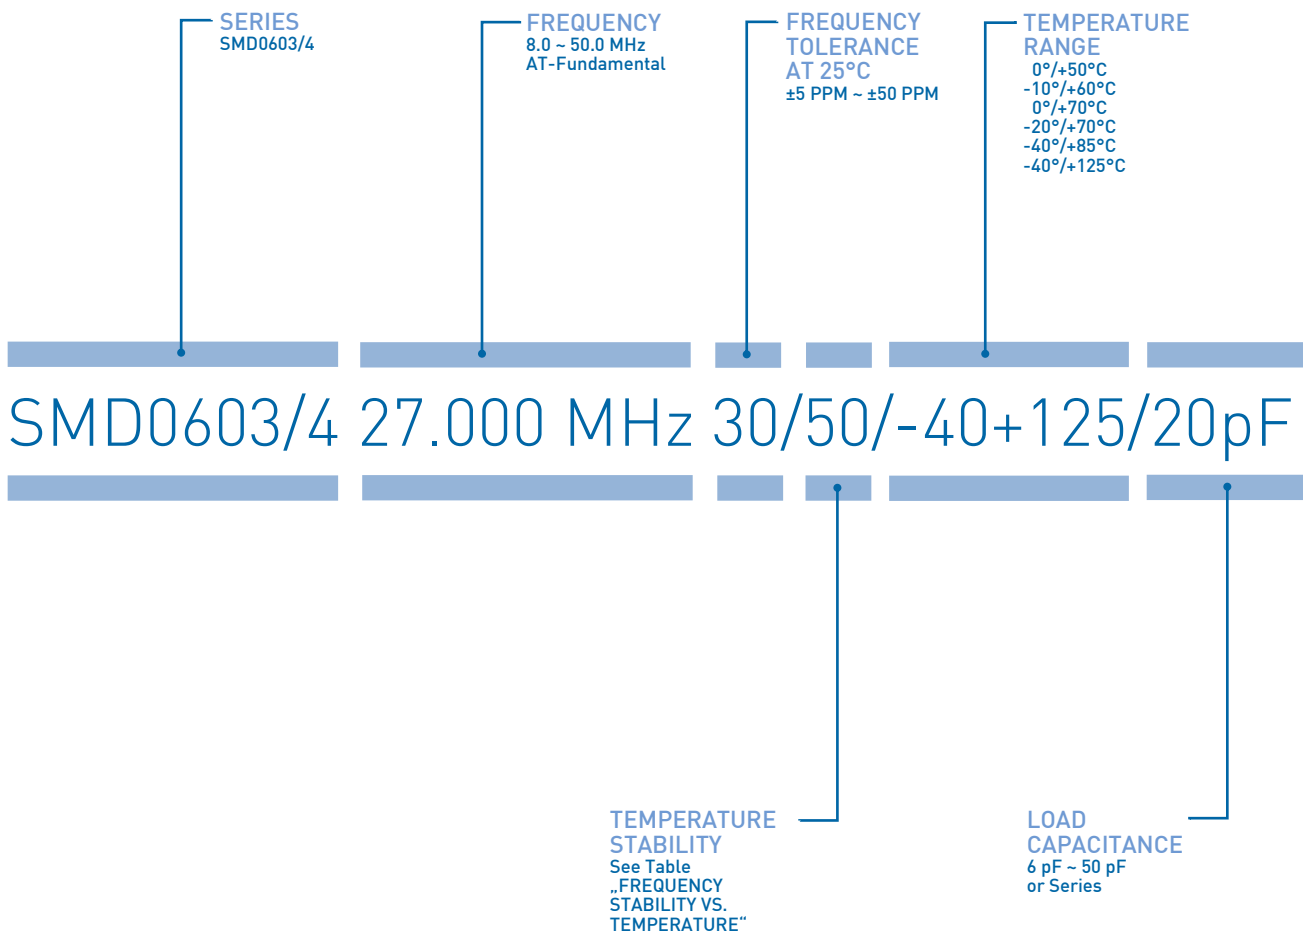 SERIES
SMD0603/4
FREQUENCY
8.0 ~ 50.0 MHz
AT-Fundamental
FREQUENCY
TOLERANCE
AT 25°C
±5 PPM ~ ±50 PPM
TEMPERATURE
RANGE
0°/+50°C
-10°/+60°C
0°/+70°C
-20°/+70°C
-40°/+85°C
-40°/+125°C
SMD0603/4 27.000 MHz 30/50/-40+125/20pF
TEMPERATURE
STABILITY
See Table
„FREQUENCY
STABILITY VS.
TEMPERATURE“
LOAD
CAPACITANCE
6 pF ~ 50 pF
or Series